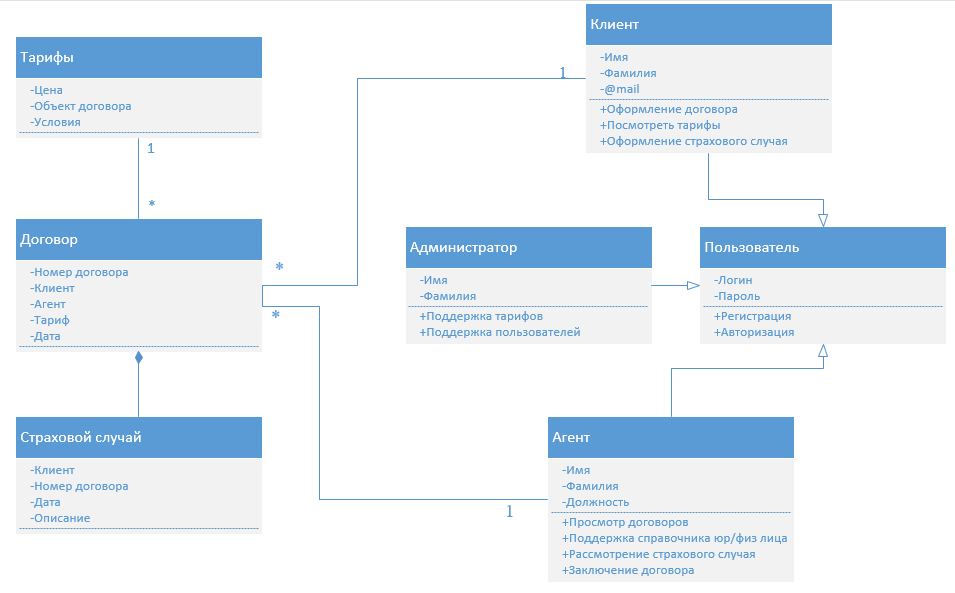 Клиент
-Имя
-Фамилия
-@mail
+Оформление договора
+Посмотреть тарифы
+Оформление страхового случая
Тарифы
-Цена
-Объект договора
-Условия
1
1
*
Договор
-Номер договора
-Клиент
-Агент
-Тариф
-Дата
*
*
Администратор
-Имя
-Фамилия
+Поддержка тарифов
+Поддержка пользователей
Пользователь
-Логин
-Пароль
+Регистрация
+Авторизация
Страховой случай
-Клиент
-Номер договора
-Дата
-Описание
1
Агент
-Имя
-Фамилия
-Должность
+Просмотр договоров
+Поддержка справочника юр/физ лица
+Рассмотрение страхового случая
+Заключение договора